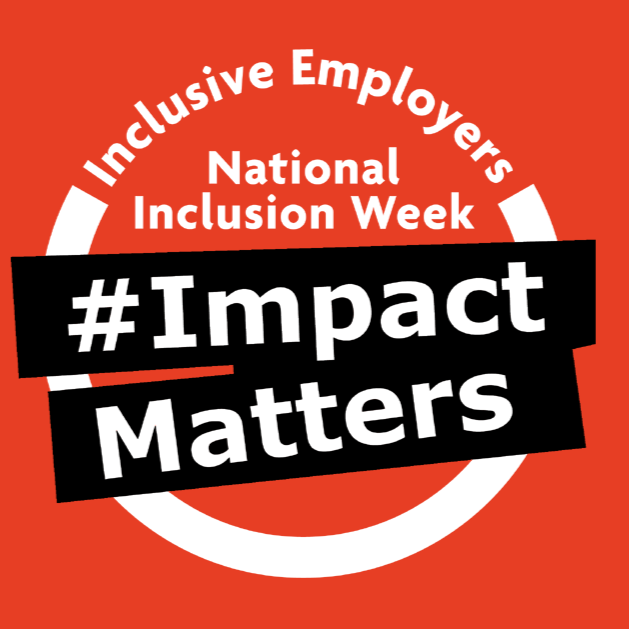 Inclusive Employers
National
Inclusion Week
#Impact
Matters